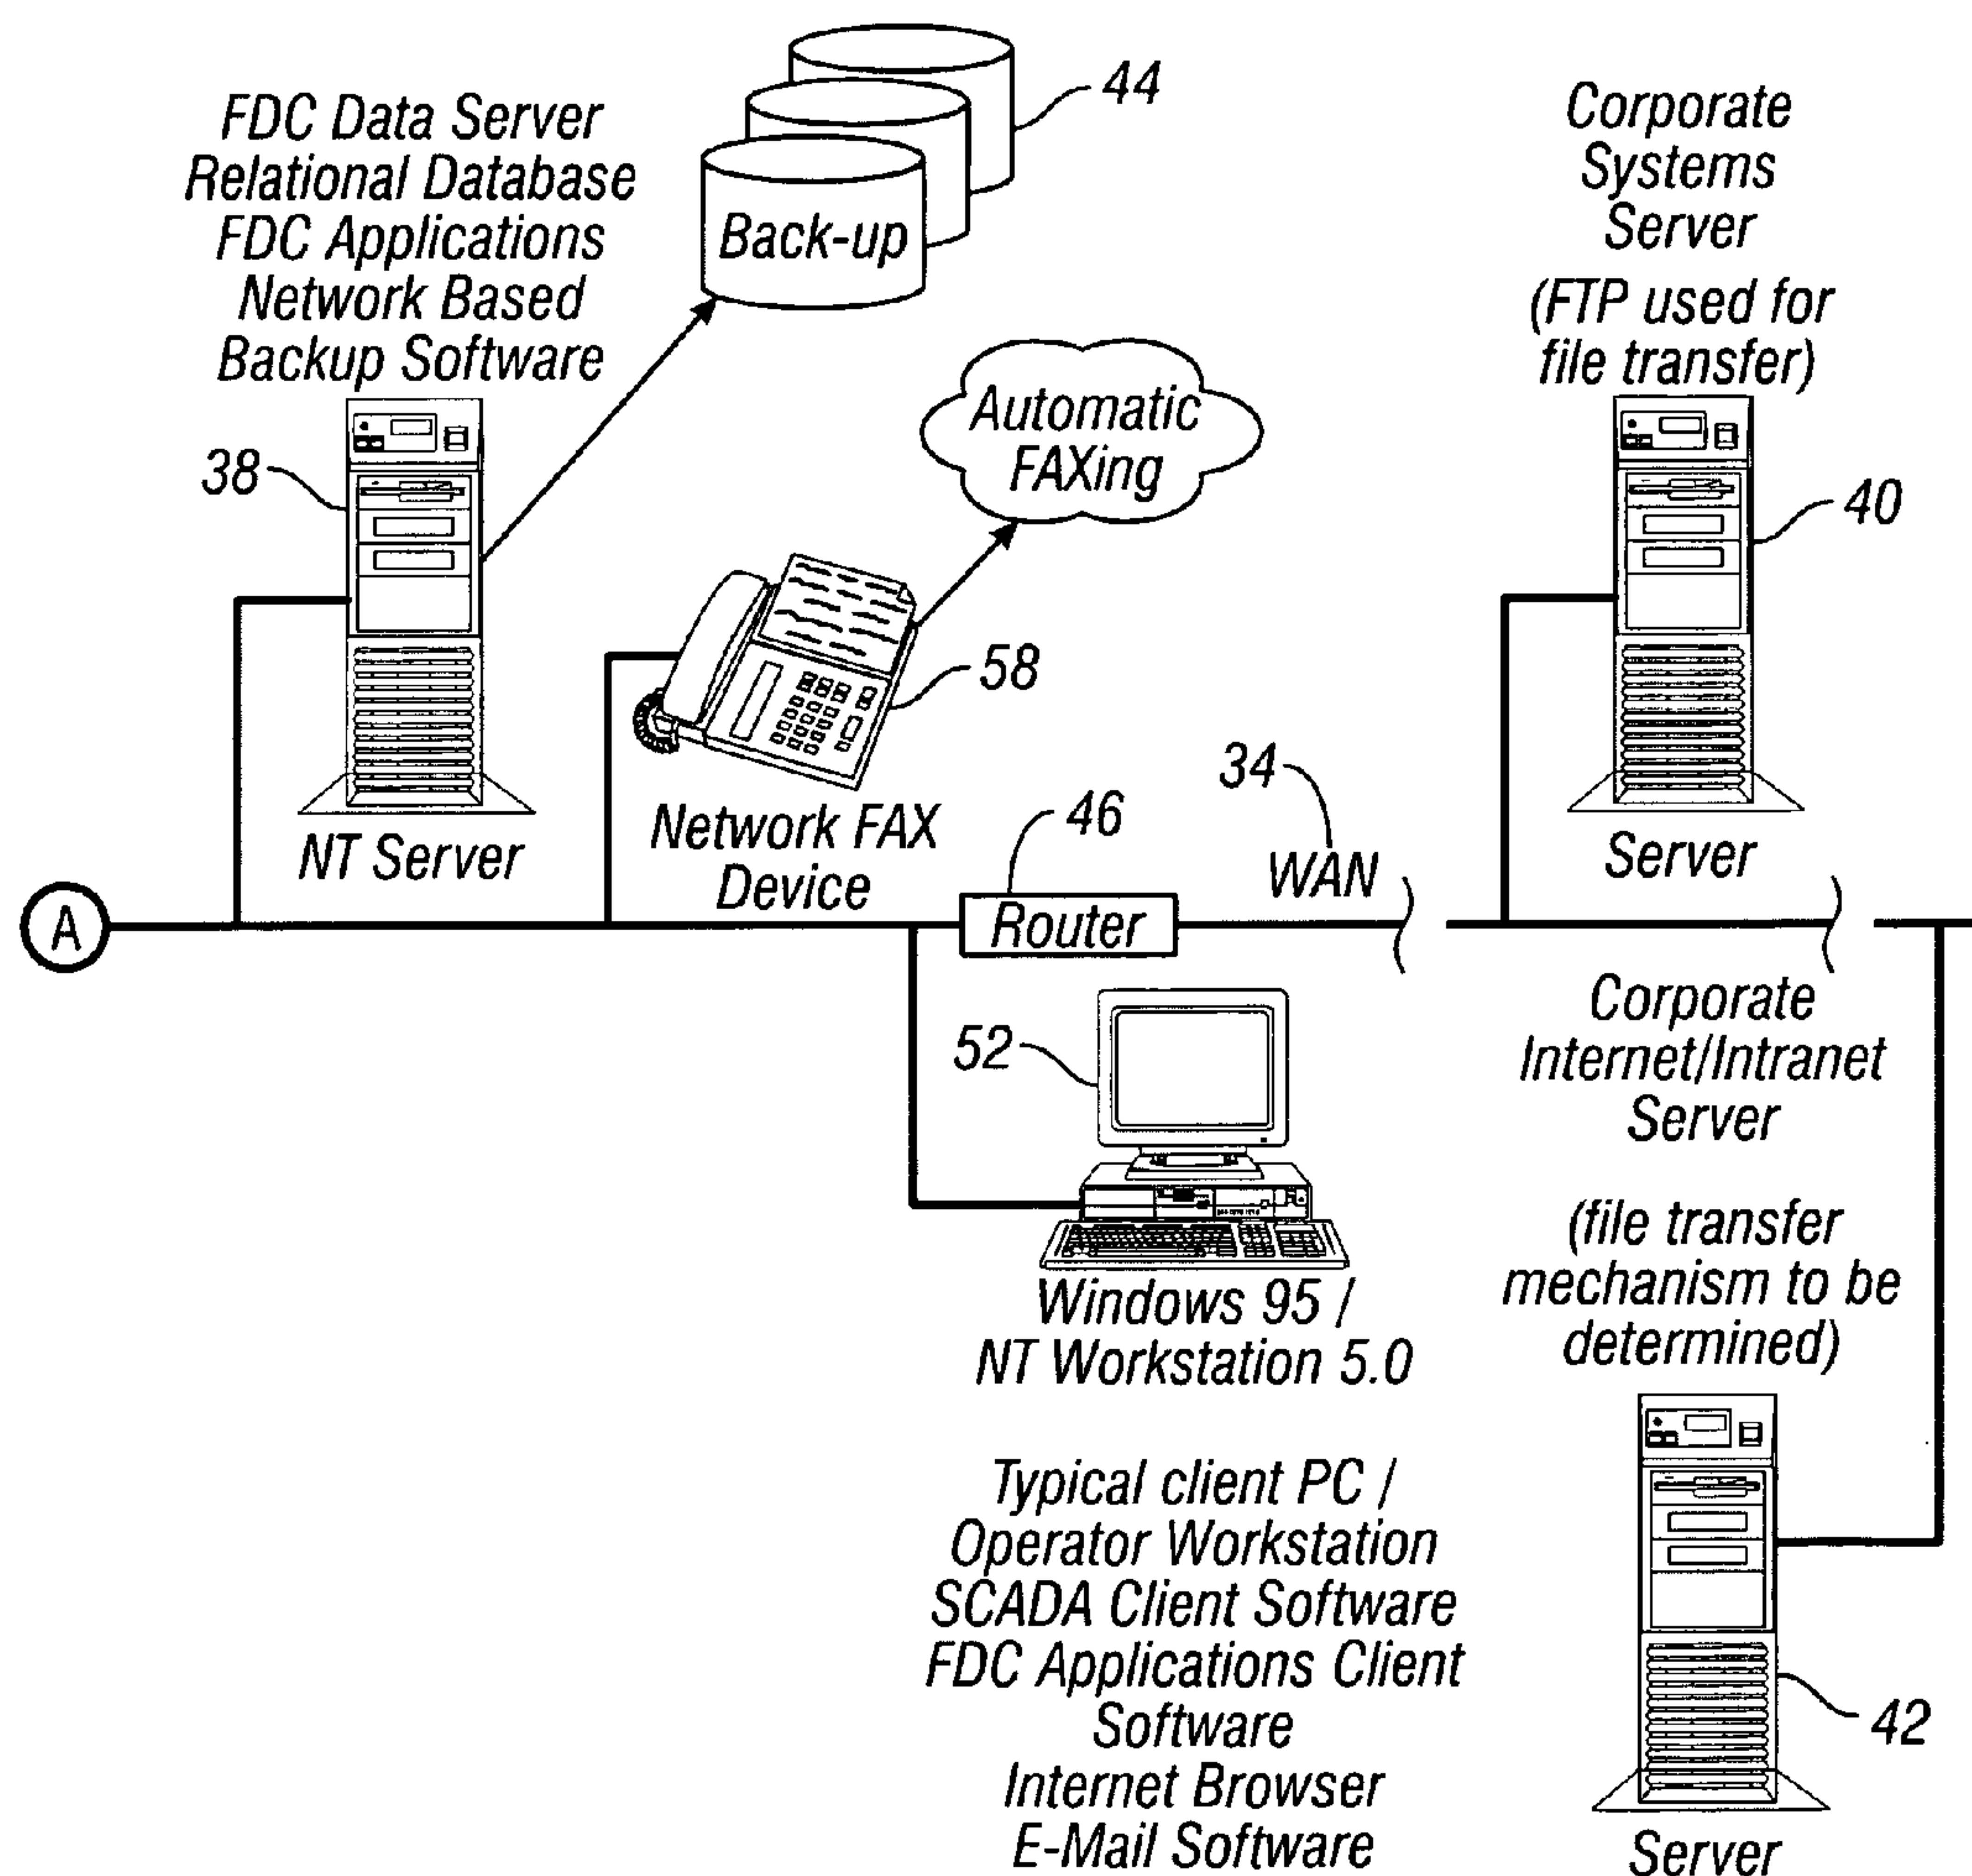 FDC Data Server
Relational Database
FDC Applications
Network Based
Backup Software
38
NT Server
44
Back-up
Automatic
FAXing
58
Network FAX
Device
Corporate
Systems
Server
(FTP used for
file transfer)
40
Server
A
46
Router
34
WAN
52
Windows 95 /
NT Workstation 5.0
Typical client PC /
Operator Workstation
SCADA Client Software
FDC Applications Client
Software
Internet Browser
E-Mail Software
Corporate
Internet/Intranet
Server
(file transfer
mechanism to be
determined)
42
Server